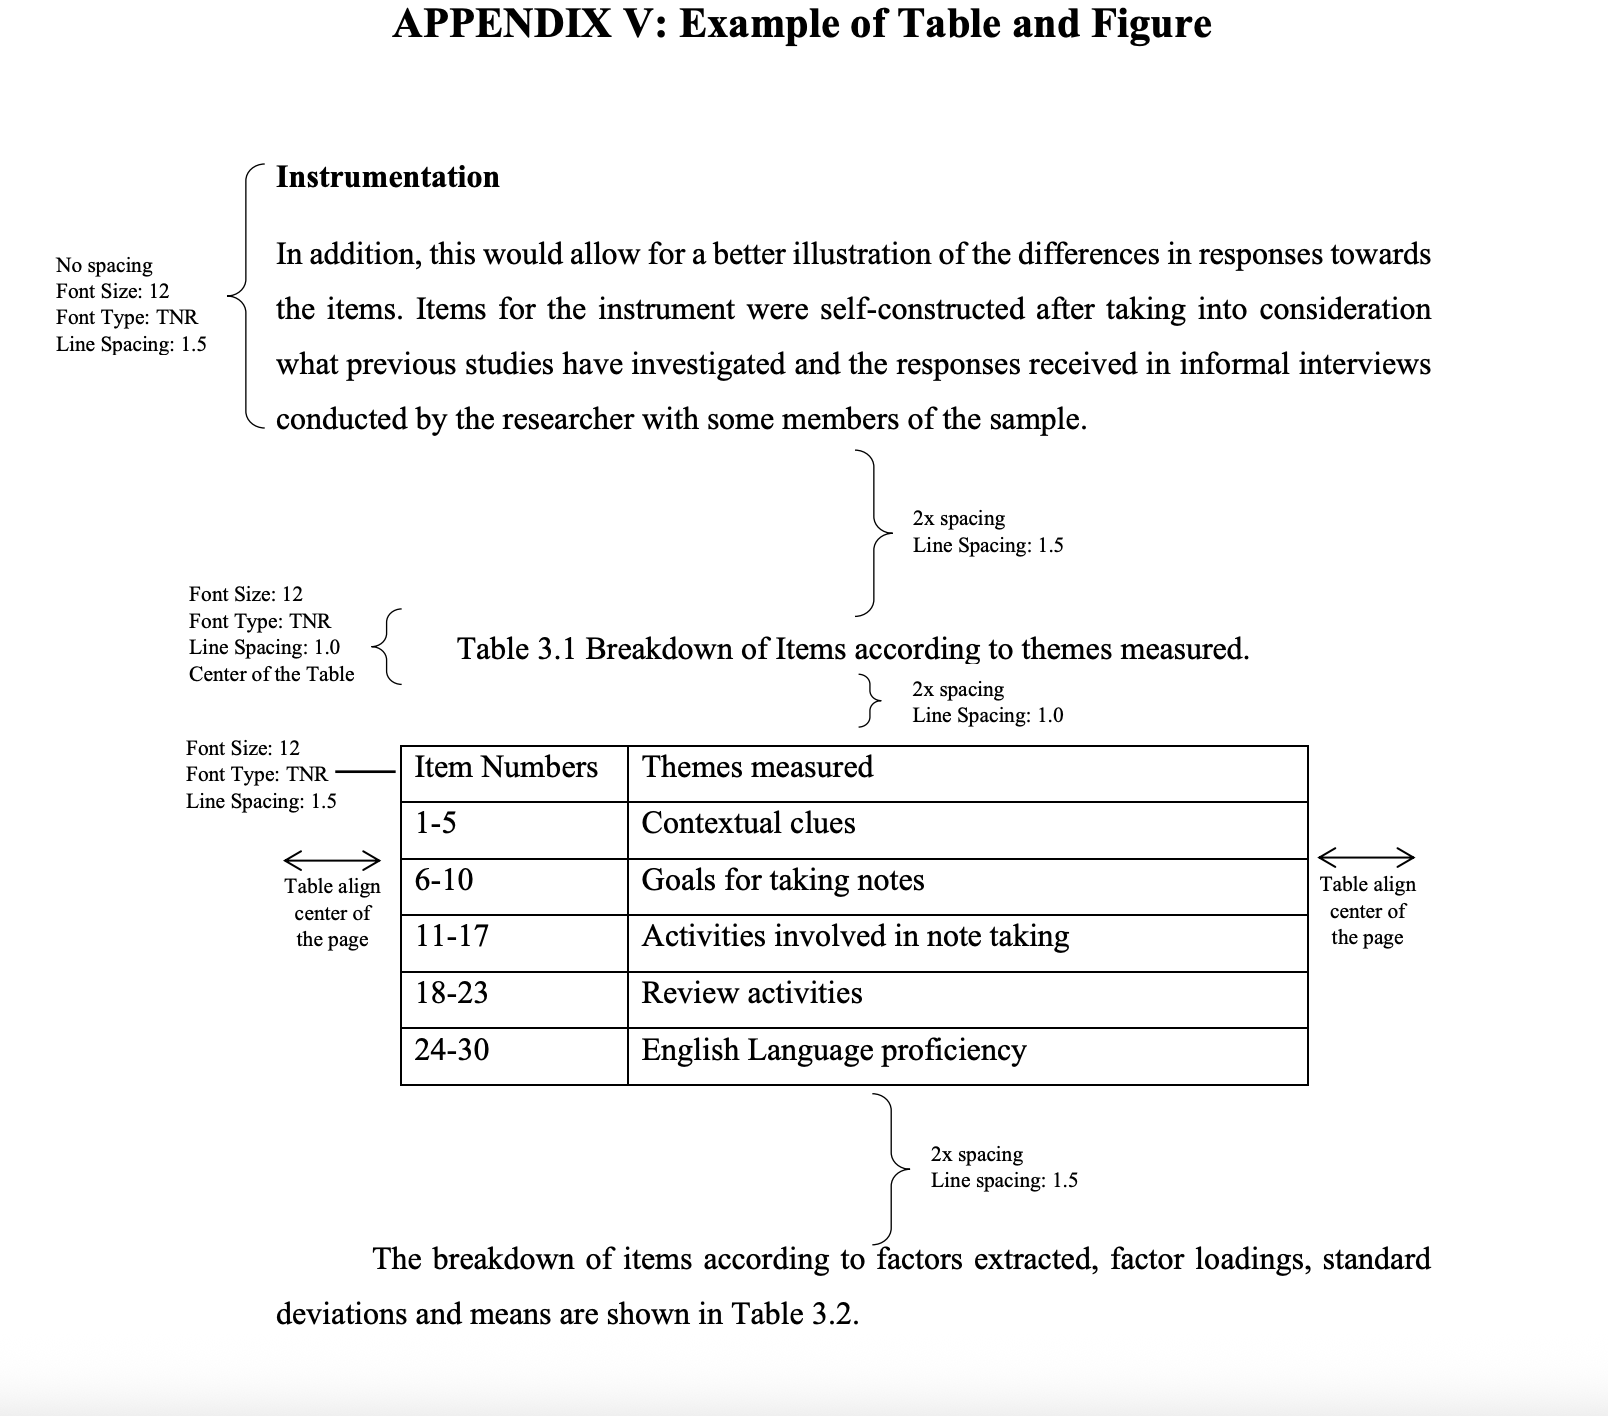 APPENDIX V: Example of Table and Figure
Instrumentation
In addition, this would allow for a better illustration of the differences in responses towards
the items. Items for the instrument were self-constructed after taking into consideration
what previous studies have investigated and the responses received in informal interviews
conducted by the researcher with some members of the sample.
No spacing
Font Size: 12
Font Type: TNR
Line Spacing: 1.5
2x spacing
Line Spacing: 1.5
Font Size: 12
Font Type: TNR
Line Spacing: 1.0
Center of the Table
Table 3.1 Breakdown of Items according to themes measured.
2x spacing
Line Spacing: 1.0
Font Size: 12
Font Type: TNR
Line Spacing: 1.5
Item Numbers Themes measured
1-5 Contextual clues
6-10 Goals for taking notes
11-17 Activities involved in note taking
18-23 Review activities
24-30 English Language proficiency
Table align
center of
the page
Table align
center of
the page
2x spacing
Line spacing: 1.5
The breakdown of items according to factors extracted, factor loadings, standard
deviations and means are shown in Table 3.2.